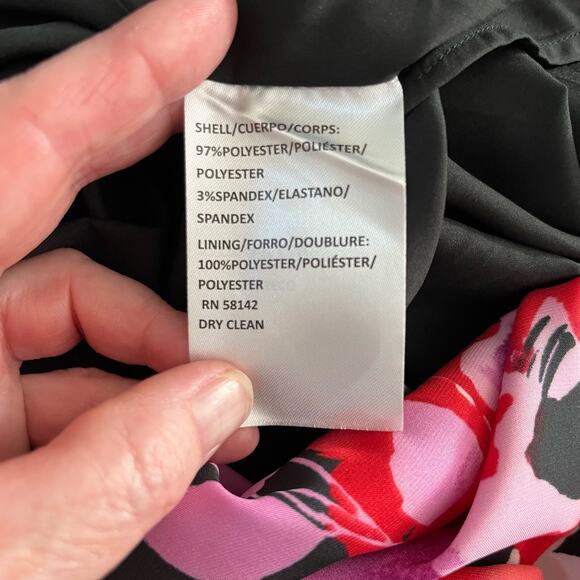 SHELL/CUERPO/CORPS:
97%POLYESTER/POLIÉSTER/
POLYESTER
3%SPANDEX/ELASTANO/
SPANDEX
LINING/FORRO/DOUBLURE:
100%POLYESTER/POLIÉSTER/
POLYESTER
RN 58142
DRY CLEAN